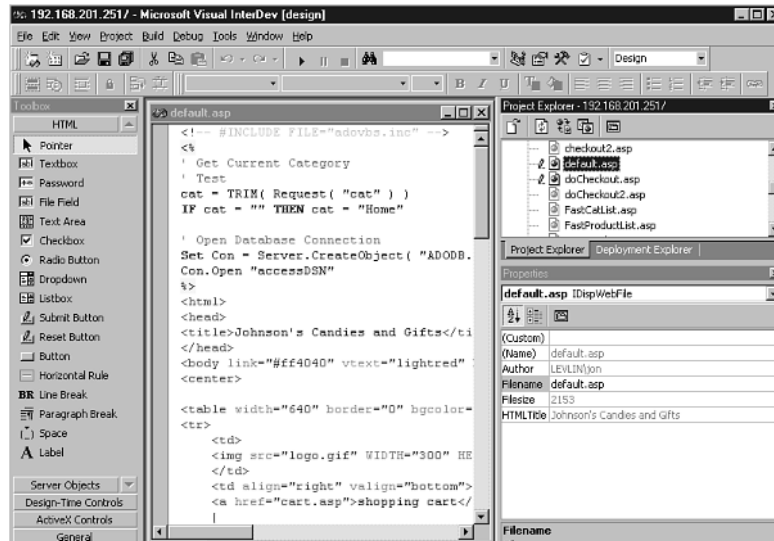 192.168.201.251/ - Microsoft Visual InterDev [design]
File Edit View Project Build Debug Tools Window Help
Design
B I U
Toolbox
HTML
Pointer
Textbox
Password
File Field
Text Area
Checkbox
Radio Button
Dropdown
Listbox
Submit Button
Reset Button
Button
Horizontal Rule
BR Line Break
Paragraph Break
Space
A Label
Server Objects
Design-Time Controls
ActiveX Controls
General
default.asp
<!-- #INCLUDE FILE="adovbs.inc" -->
<%
' Get Current Category
' Test
cat = TRIM( Request( "cat" ) )
IF cat = "" THEN cat = "Home"
' Open Database Connection
Set Con = Server.CreateObject( "ADODB.
Con.Open "accessDSN"
%>
<html>
<head>
<title>Johnson's Candies and Gifts</ti
</head>
<body link="#ff4040" vtext="lightred"
<center>
<table width="640" border="0" bgcolor=
<tr>
<td>
<img src="logo.gif" WIDTH="300" HE
</td>
<td align="right" valign="bottom">
<a href="cart.asp">shopping cart</
Project Explorer - 192.168.201.251/
checkout2.asp
default.asp
doCheckout.asp
doCheckout2.asp
FastCatList.asp
FastProductList.asp
Project Explorer Deployment Explorer
Properties
default.asp IDispWebFile
(Custom)
(Name) default.asp
Author LEVLIN\jon
Filename default.asp
Filesize 2153
HTMLTitle Johnson's Candies and Gifts
Filename